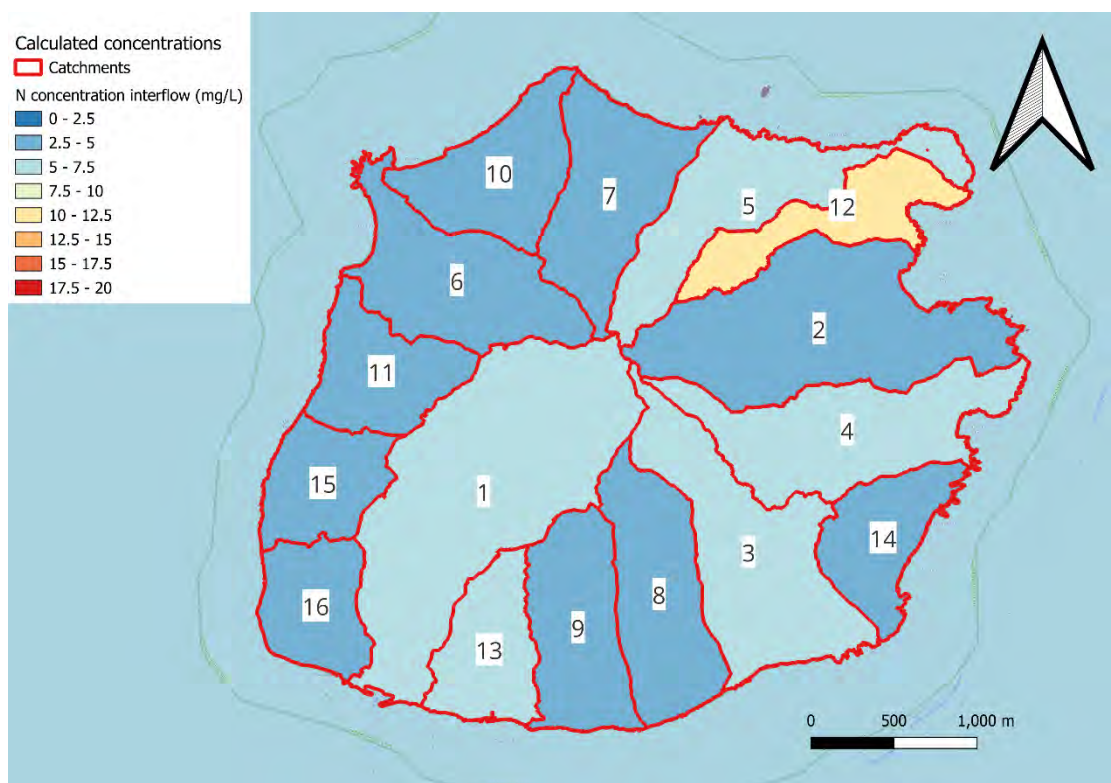 Calculated concentrations
Catchments
N concentration interflow (mg/L)
0 - 2.5
2.5 - 5
5 - 7.5
7.5 - 10
10 - 12.5
12.5 - 15
15 - 17.5
17.5 - 20
10
7
5
12
6
2
11
4
15
1
14
3
16
8
9
13
0 500 1,000 m